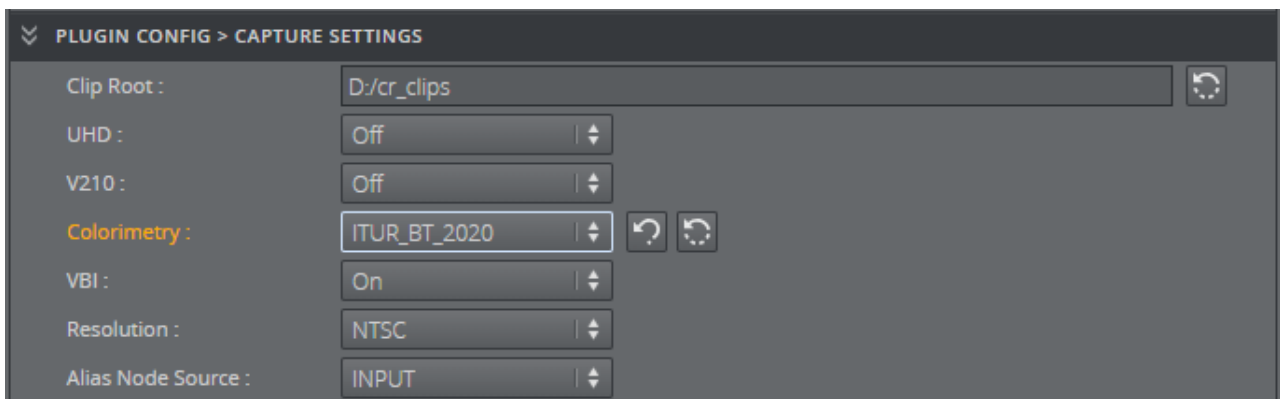 PLUGIN CONFIG > CAPTURE SETTINGS
Clip Root : D:/cr_clips
UHD : Off
V210 : Off
Colorimetry : ITUR_BT_2020
VBI : On
Resolution : NTSC
Alias Node Source : INPUT